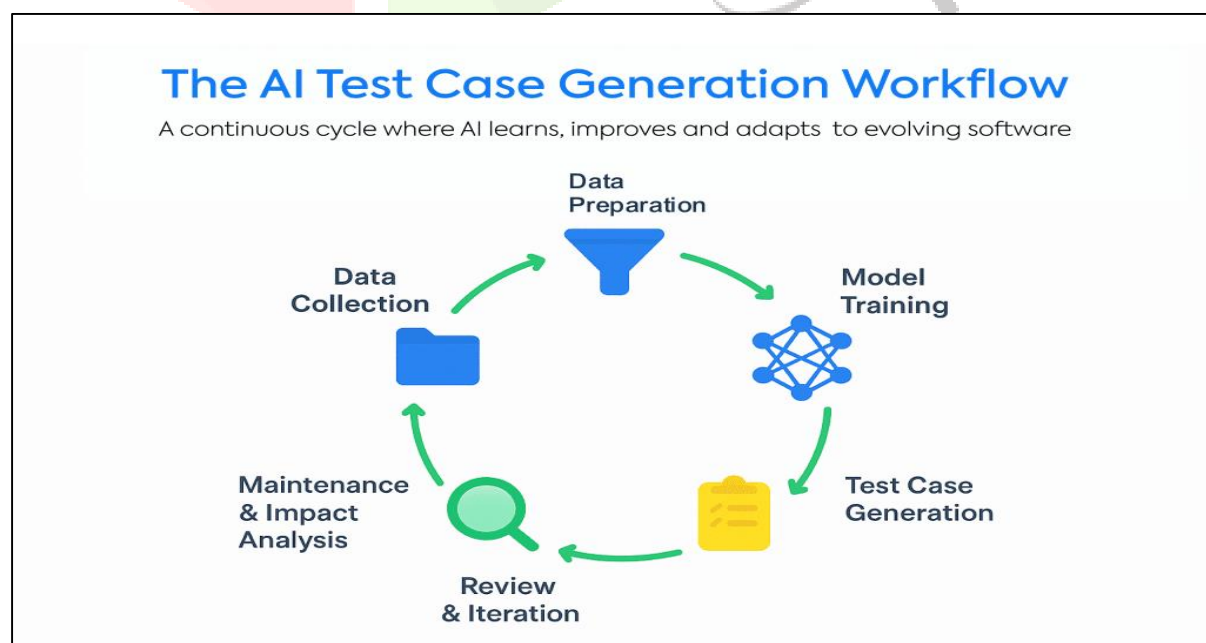 The AI Test Case Generation Workflow
A continuous cycle where AI learns, improves and adapts to evolving software
Data
Preparation
Model
Training
Test Case
Generation
Review
& Iteration
Maintenance
& Impact
Analysis
Data
Collection